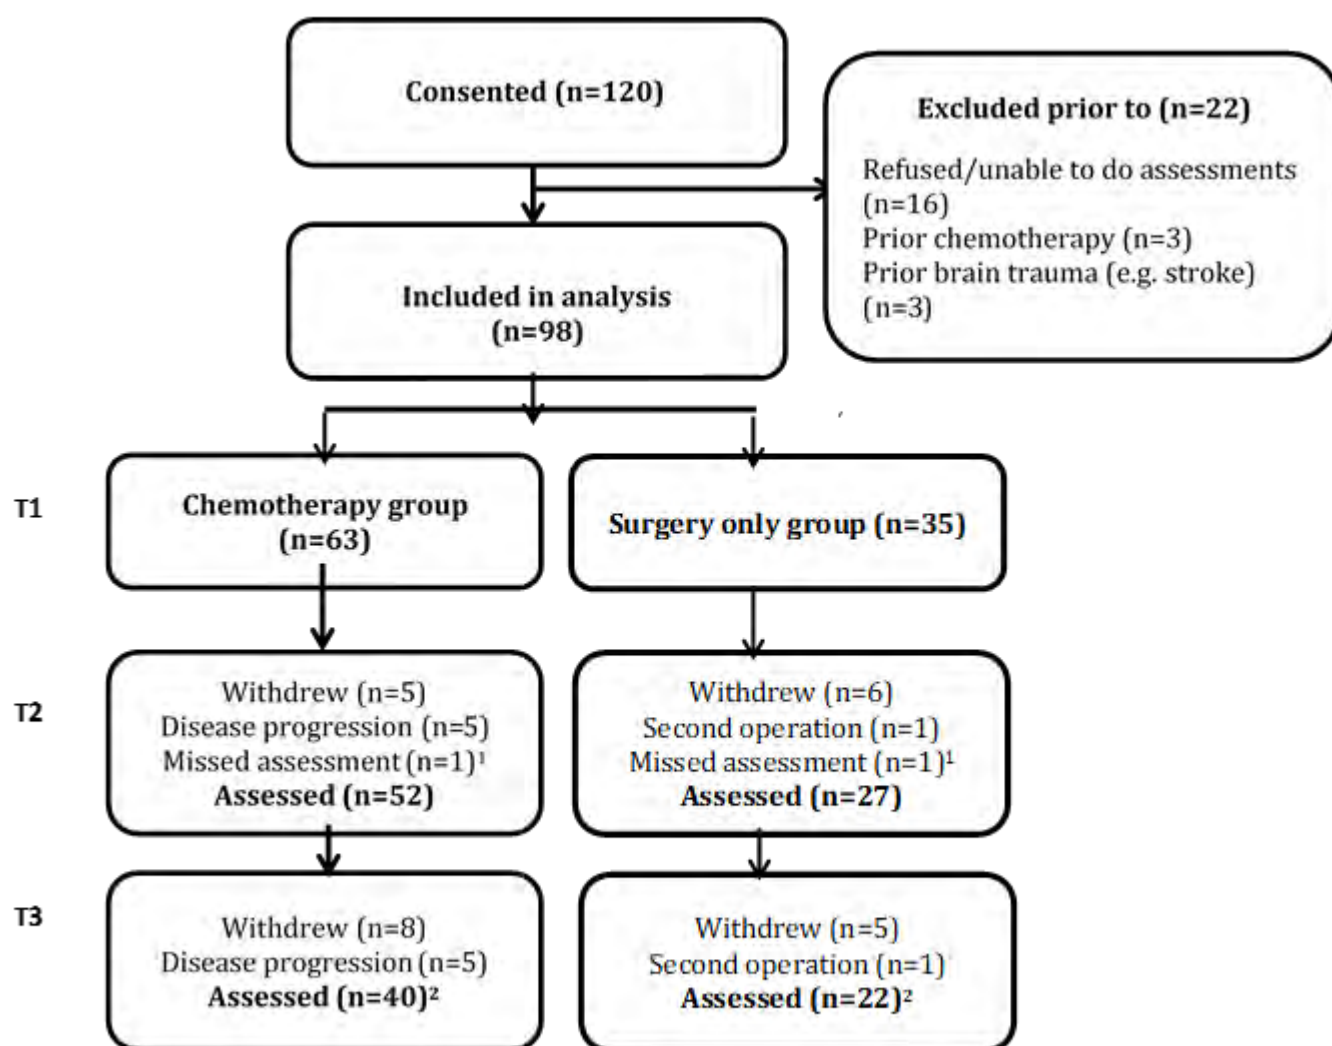 Consented (n=120)
Excluded prior to (n=22)
Refused/unable to do assessments
(n=16)
Prior chemotherapy (n=3)
Prior brain trauma (e.g. stroke)
(n=3)
Included in analysis
(n=98)
T1
Chemotherapy group
(n=63)
Surgery only group (n=35)
T2
Withdrew (n=5)
Disease progression (n=5)
Missed assessment (n=1)¹
Assessed (n=52)
Withdrew (n=6)
Second operation (n=1)
Missed assessment (n=1)¹
Assessed (n=27)
T3
Withdrew (n=8)
Disease progression (n=5)
Assessed (n=40)²
Withdrew (n=5)
Second operation (n=1)
Assessed (n=22)²